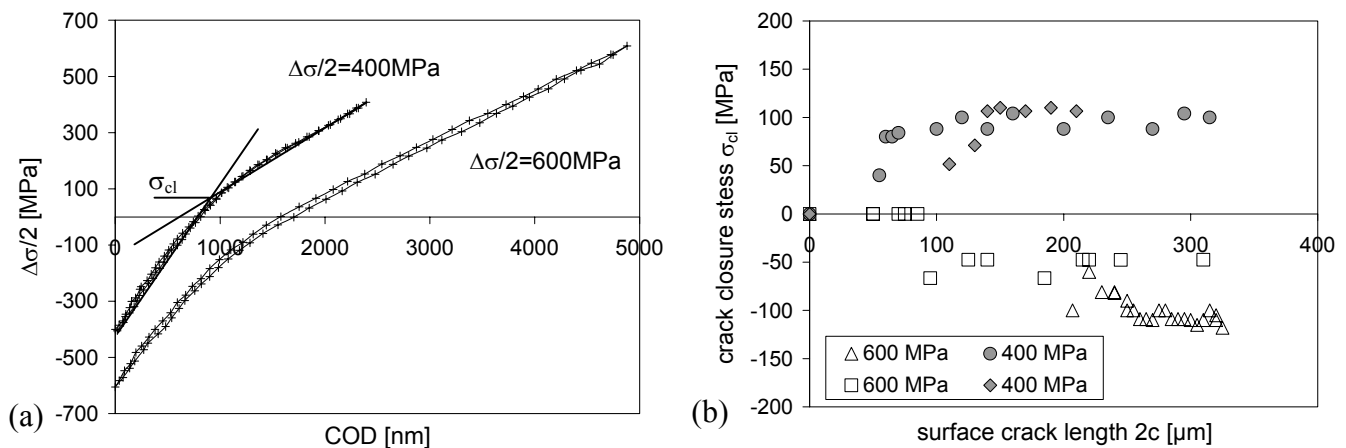 700
500
300
100
-100
-300
-500
-700
Δσ/2 [MPa]
0 1000 2000 3000 4000 5000
COD [nm]
Δσ/2=400MPa
Δσ/2=600MPa
σcl
(a)
200
150
100
50
0
-50
-100
-150
-200
crack closure stess σcl [MPa]
0 100 200 300 400
surface crack length 2c [µm]
600 MPa 400 MPa
600 MPa 400 MPa
(b)